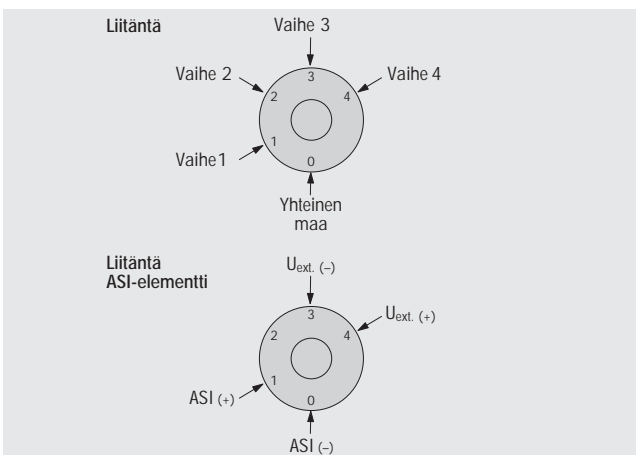 Liitäntä
Vaihe 3
Vaihe 2
Vaihe 4
3
2
4
1
0
Vaihe1
Yhteinen
maa
Liitäntä
ASI-elementti
Uext. (–)
Uext. (+)
3
2
4
1
0
ASI (+)
ASI (–)